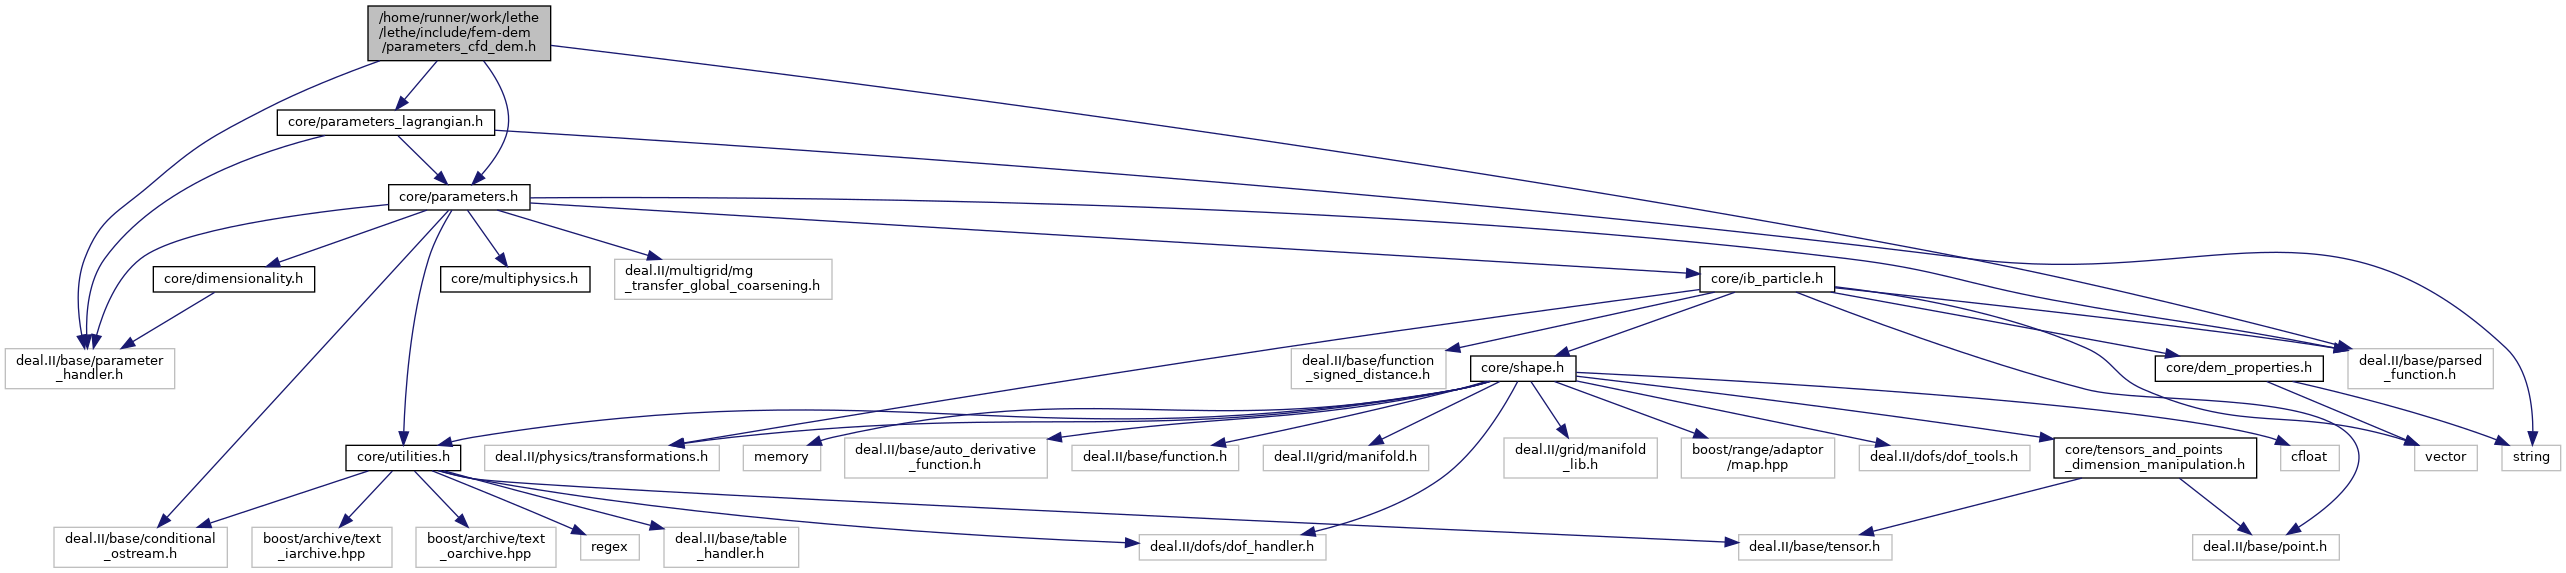 /home/runner/work/lethe
/lethe/include/fem-dem
/parameters_cfd_dem.h
core/parameters_lagrangian.h
core/parameters.h
core/dimensionality.h
core/multiphysics.h
deal.II/multigrid/mg
_transfer_global_coarsening.h
core/ib_particle.h
deal.II/base/parameter
_handler.h
deal.II/base/function
_signed_distance.h
core/shape.h
core/dem_properties.h
deal.II/base/parsed
_function.h
core/utilities.h
deal.II/physics/transformations.h
memory
deal.II/base/auto_derivative
_function.h
deal.II/base/function.h
deal.II/grid/manifold.h
deal.II/grid/manifold
_lib.h
boost/range/adaptor
/map.hpp
deal.II/dofs/dof_tools.h
core/tensors_and_points
_dimension_manipulation.h
cfloat
vector
string
deal.II/base/conditional
_ostream.h
boost/archive/text
_iarchive.hpp
boost/archive/text
_oarchive.hpp
regex
deal.II/base/table
_handler.h
deal.II/dofs/dof_handler.h
deal.II/base/tensor.h
deal.II/base/point.h